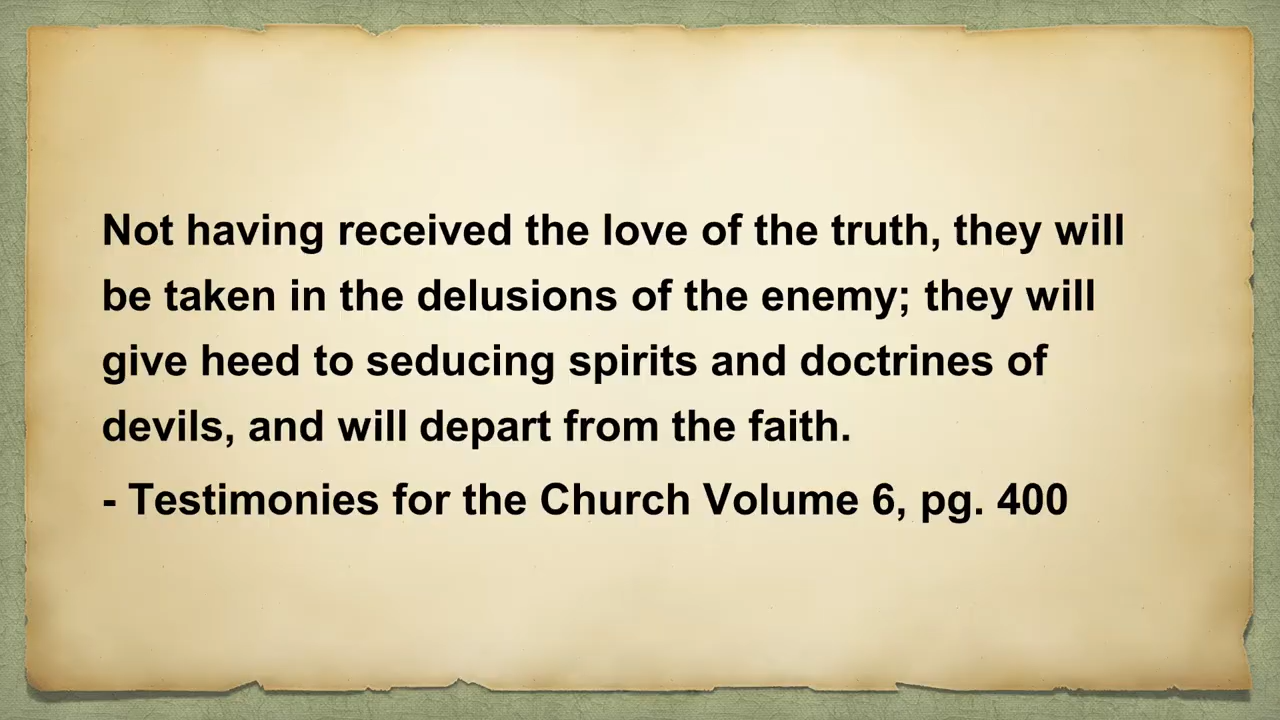 Not having received the love of the truth, they will
be taken in the delusions of the enemy; they will
give heed to seducing spirits and doctrines of
devils, and will depart from the faith.
- Testimonies for the Church Volume 6, pg. 400